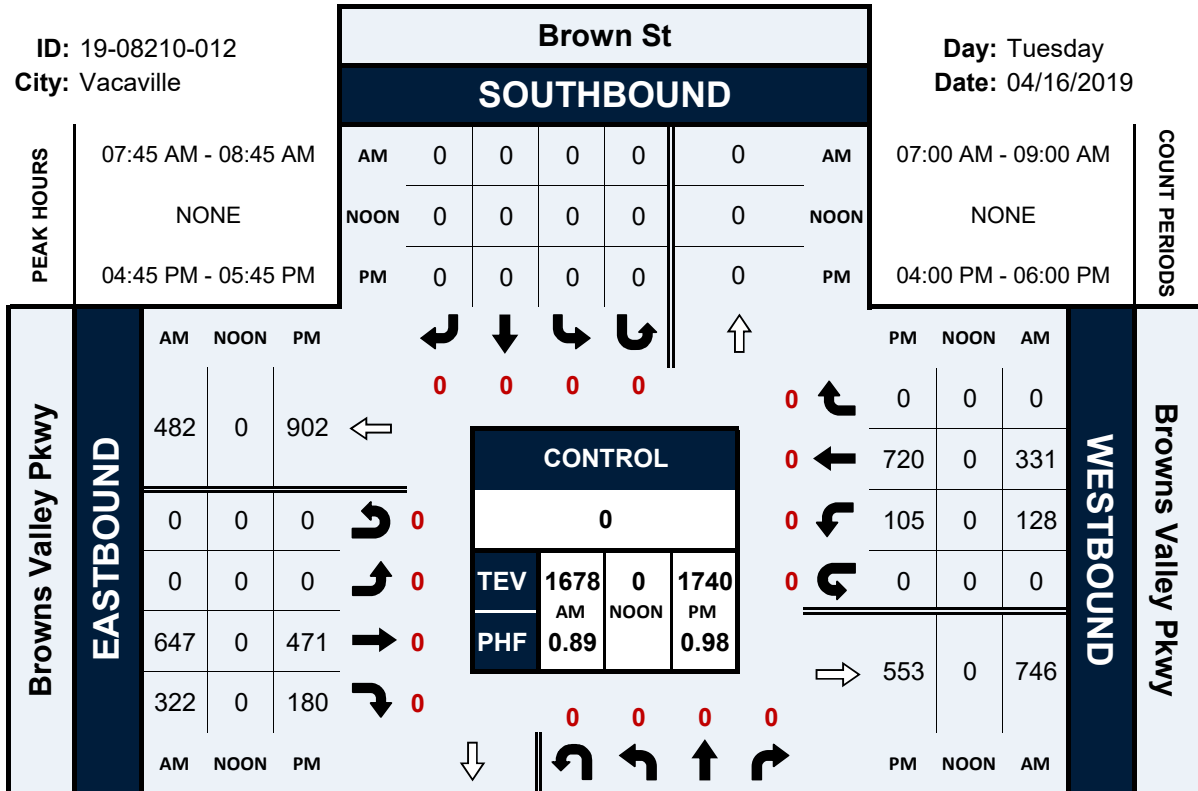 Brown St
ID: 19-08210-012
Day: Tuesday
City: Vacaville
Date: 04/16/2019
SOUTHBOUND
PEAK HOURS
07:45 AM - 08:45 AM
AM 0 0 0 0 0 AM
07:00 AM - 09:00 AM
COUNT PERIODS
NONE
NOON 0 0 0 0 0 NOON
NONE
04:45 PM - 05:45 PM
PM 0 0 0 0 0 PM
04:00 PM - 06:00 PM
Browns Valley Pkwy
EASTBOUND
AM NOON PM
482 0 902
0 0 0 0
0 0 0 0
647 0 471 0
322 0 180 0
AM NOON PM
0 0 0 0
CONTROL
0
TEV 1678 0 1740
AM NOON PM
PHF 0.89 0.98
0 0 0 0
PM NOON AM
0 0 0 0
0 720 0 331
0 105 0 128
0 0 0 0
553 0 746
PM NOON AM
WESTBOUND
Browns Valley Pkwy